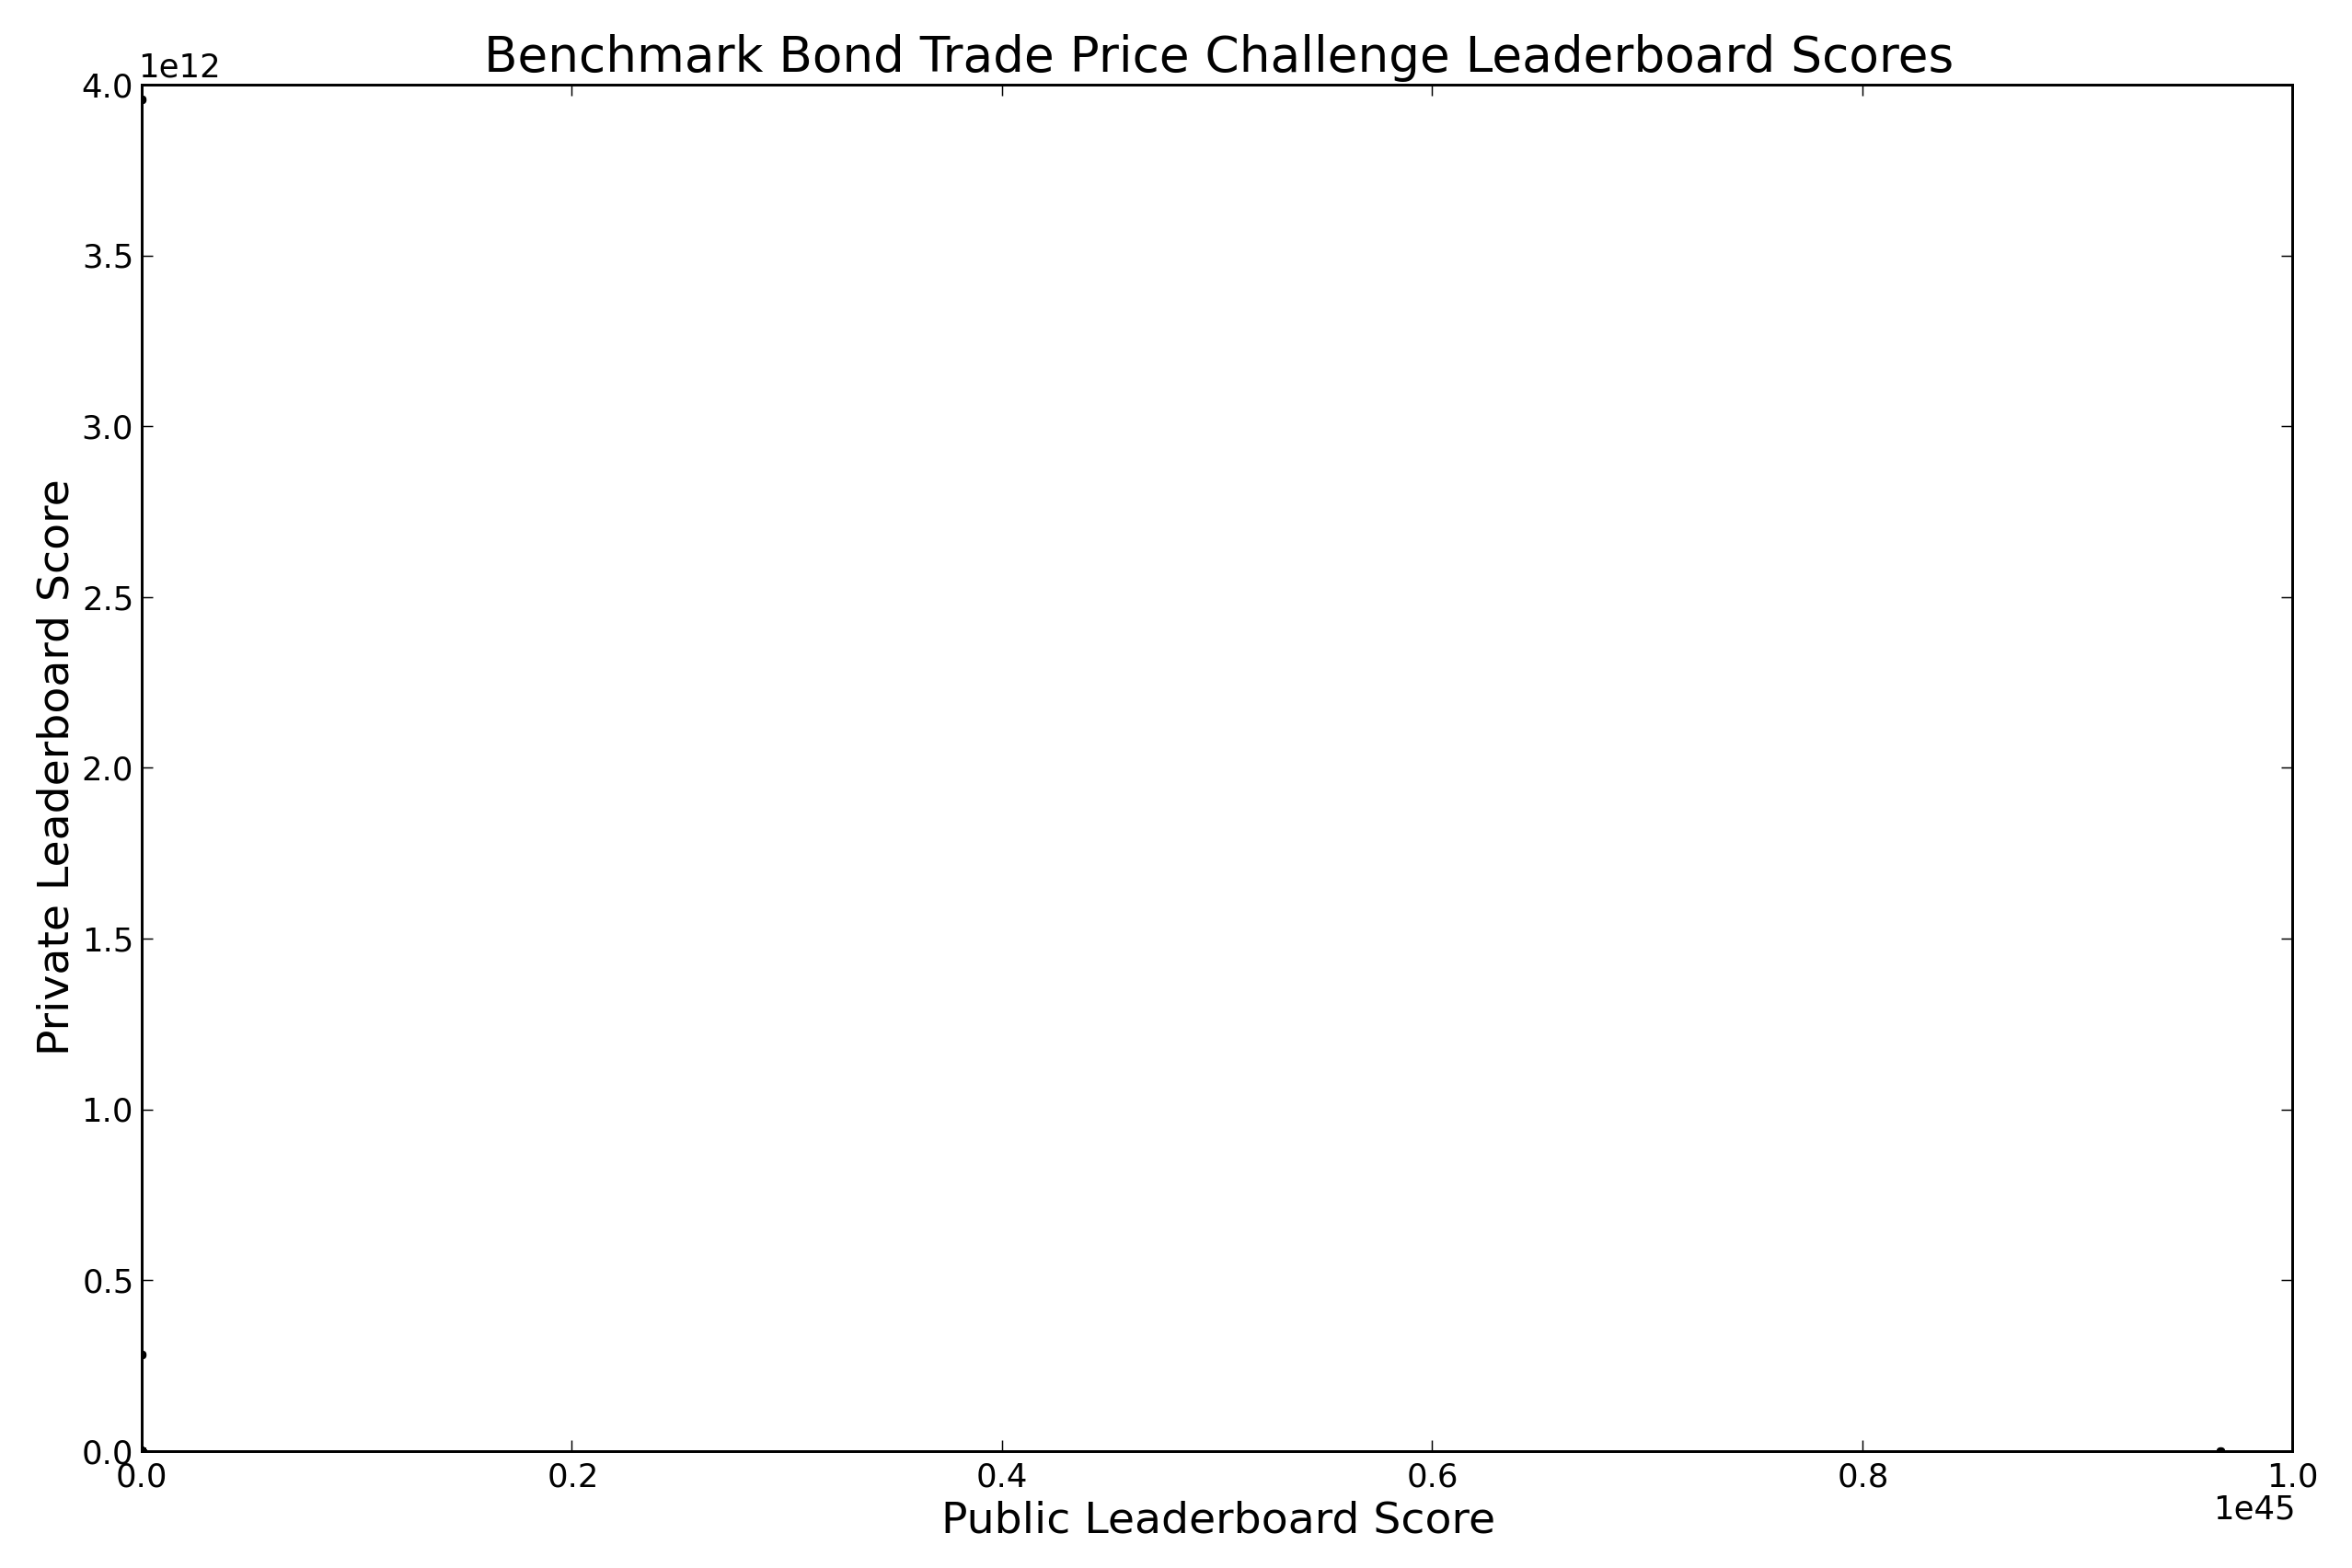 Benchmark Bond Trade Price Challenge Leaderboard Scores
1e12
4.0
3.5
3.0
2.5
2.0
1.5
1.0
0.5
0.0
Private Leaderboard Score
0.0 0.2 0.4 0.6 0.8 1.0
1e45
Public Leaderboard Score